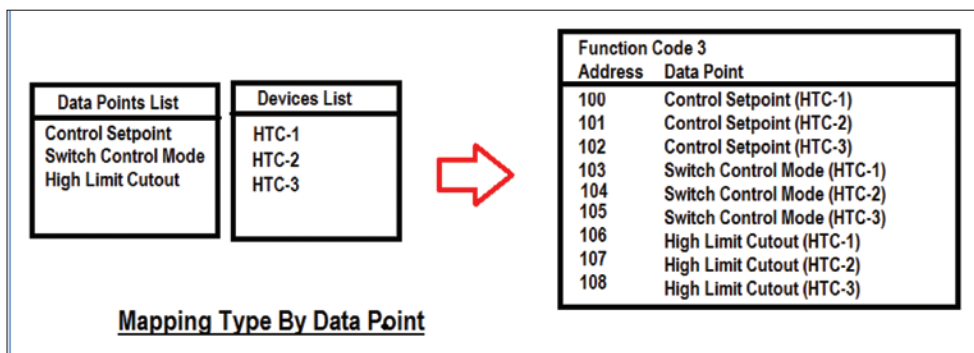 Data Points List
Control Setpoint
Switch Control Mode
High Limit Cutout
Devices List
HTC-1
HTC-2
HTC-3
Function Code 3
Address Data Point
100 Control Setpoint (HTC-1)
101 Control Setpoint (HTC-2)
102 Control Setpoint (HTC-3)
103 Switch Control Mode (HTC-1)
104 Switch Control Mode (HTC-2)
105 Switch Control Mode (HTC-3)
106 High Limit Cutout (HTC-1)
107 High Limit Cutout (HTC-2)
108 High Limit Cutout (HTC-3)
Mapping Type By Data Point